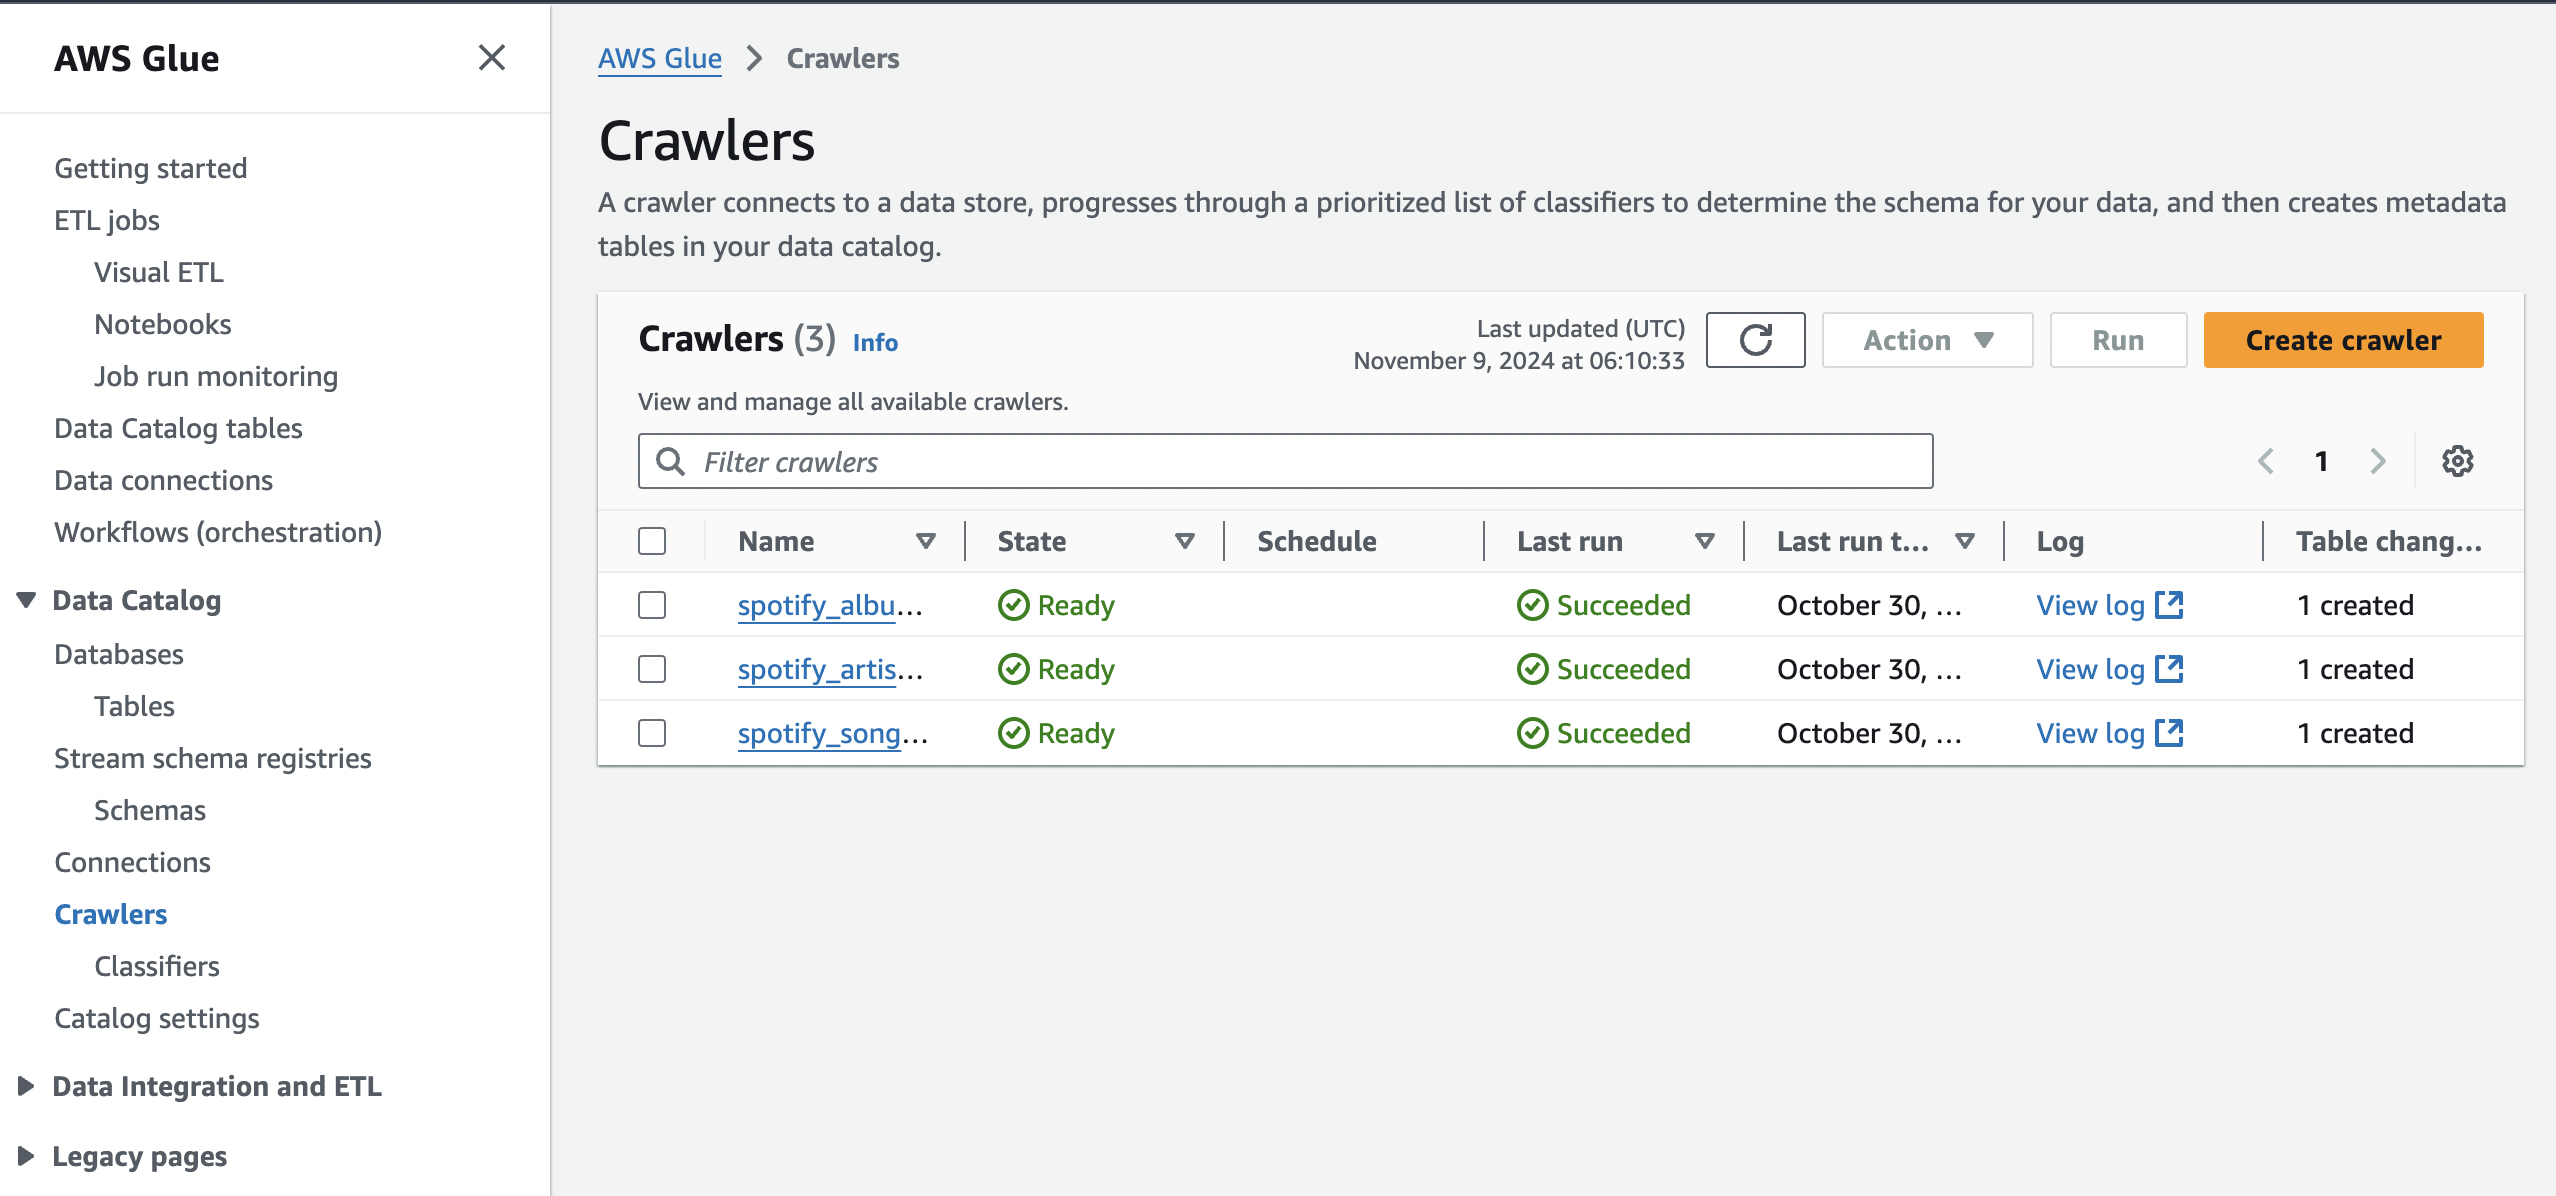 AWS Glue
Getting started
ETL jobs
Visual ETL
Notebooks
Job run monitoring
Data Catalog tables
Data connections
Workflows (orchestration)
Data Catalog
Databases
Tables
Stream schema registries
Schemas
Connections
Crawlers
Classifiers
Catalog settings
Data Integration and ETL
Legacy pages
AWS Glue > Crawlers
Crawlers
A crawler connects to a data store, progresses through a prioritized list of classifiers to determine the schema for your data, and then creates metadata
tables in your data catalog.
Crawlers (3) Info
Last updated (UTC)
November 9, 2024 at 06:10:33
Action
Run
Create crawler
View and manage all available crawlers.
Filter crawlers
1
Name State Schedule Last run Last run t... Log Table chang...
spotify_albu... Ready Succeeded October 30, ... View log 1 created
spotify_artis... Ready Succeeded October 30, ... View log 1 created
spotify_song... Ready Succeeded October 30, ... View log 1 created